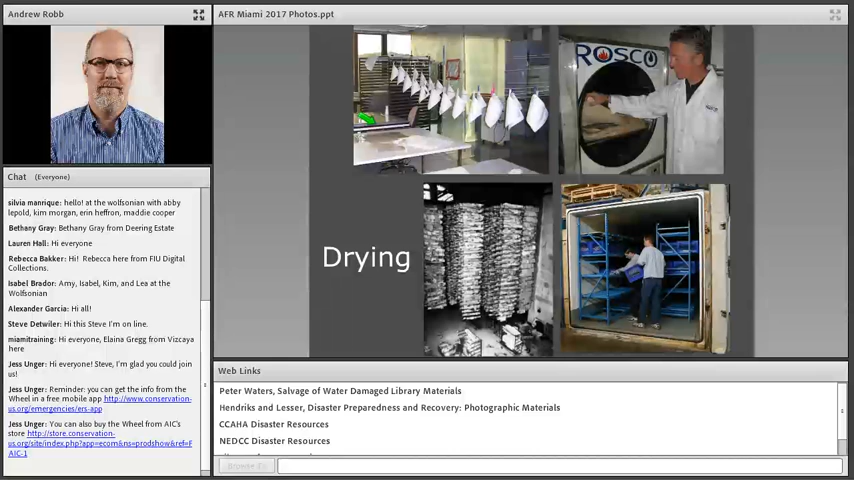 Andrew Robb
AFR Miami 2017 Photos.ppt
ROSCO
Drying
Chat (Everyone)
silvia manrique: hello! at the wolfsonian with abby
lepold, kim morgan, erin heffron, maddie cooper
Bethany Gray: Bethany Gray from Deering Estate
Lauren Hall: Hi everyone
Rebecca Bakker: Hi! Rebecca here from FIU Digital
Collections.
Isabel Brador: Amy, Isabel, Kim, and Lea at the
Wolfsonian
Alexander Garcia: Hi all!
Steve Detwiler: Hi this Steve I'm on line.
miamitraining: Hi everyone, Elaina Gregg from Vizcaya
here
Jess Unger: Hi everyone! Steve, I'm glad you could join
us!
Jess Unger: Reminder: you can get the info from the
Wheel in a free mobile app http://www.conservation-
us.org/emergencies/ers-app
Jess Unger: You can also buy the Wheel from AIC's
store http://store.conservation-
us.org/site/index.php?app=ecom&ns=prodshow&ref=F
AIC-1
Web Links
Peter Waters, Salvage of Water Damaged Library Materials
Hendriks and Lesser, Disaster Preparedness and Recovery: Photographic Materials
CCAHA Disaster Resources
NEDCC Disaster Resources
Browse To